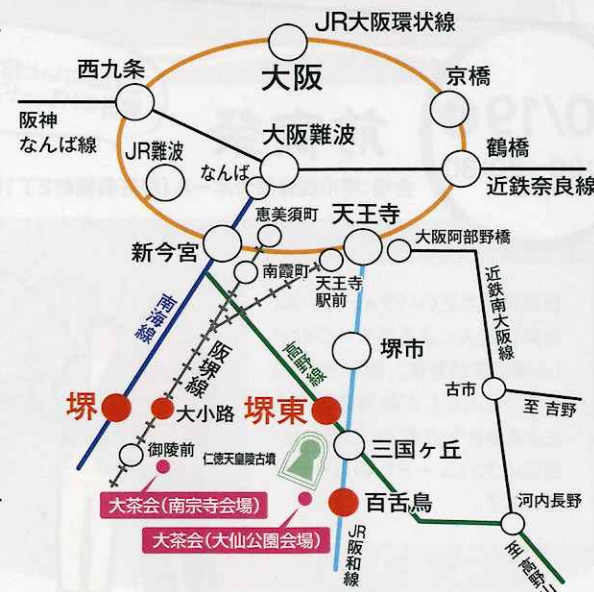 JR大阪環状線
大阪
西九条
京橋
阪神
なんば線
大阪難波
JR難波
なんば
鶴橋
近鉄奈良線
恵美須町
天王寺
新今宮
大阪阿部野橋
南霞町
天王寺
駅前
南海線
阪堺線
高野線
近鉄南大阪線
堺市
古市
至 吉野
堺
大小路
堺東
御陵前
仁徳天皇陵古墳
三国ヶ丘
大茶会(南宗寺会場)
百舌鳥
河内長野
大茶会(大仙公園会場)
JR阪和線